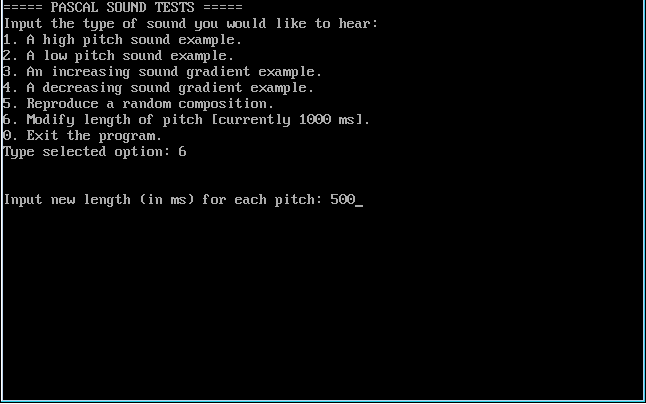 ===== PASCAL SOUND TESTS =====
Input the type of sound you would like to hear:
1. A high pitch sound example.
2. A low pitch sound example.
3. An increasing sound gradient example.
4. A decreasing sound gradient example.
5. Reproduce a random composition.
6. Modify length of pitch [currently 1000 ms].
0. Exit the program.
Type selected option: 6
Input new length (in ms) for each pitch: 500_